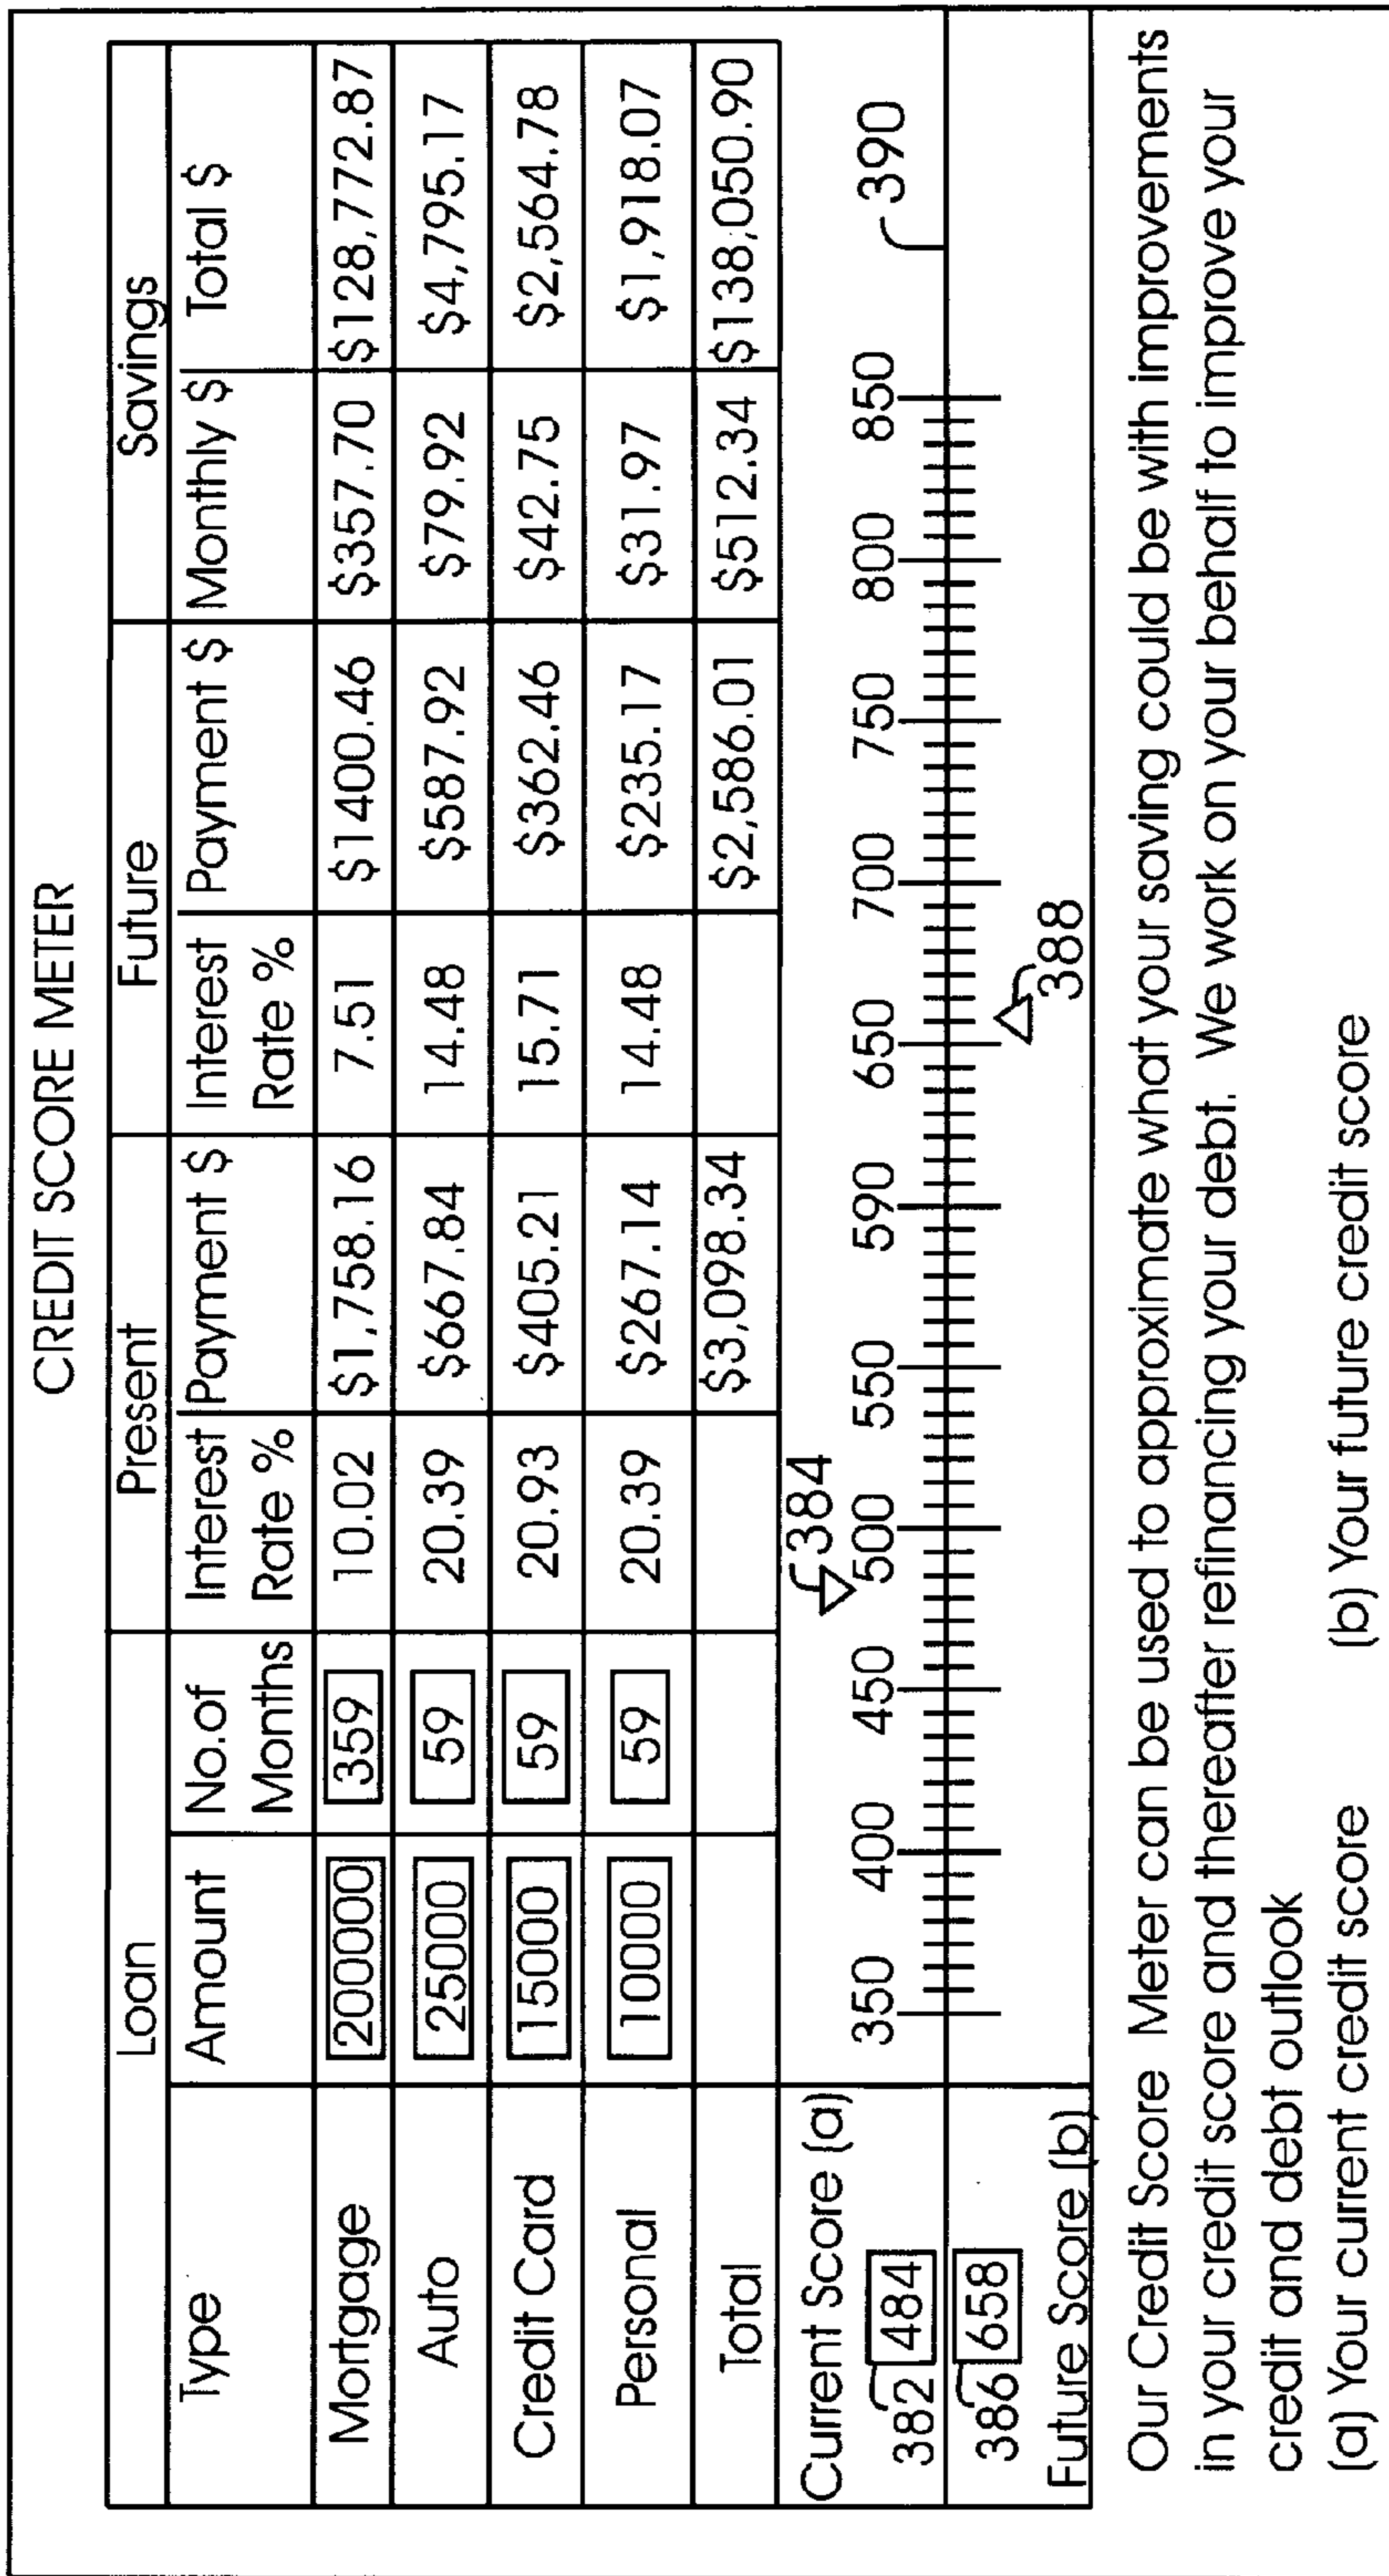 CREDIT SCORE METER
Loan Present Future Savings
Type Amount No.of Months Interest Rate % Payment $ Interest Rate % Payment $ Monthly $ Total $
Mortgage 200000 359 10.02 $1,758.16 7.51 $1400.46 $357.70 $128,772.87
Auto 25000 59 20.39 $667.84 14.48 $587.92 $79.92 $4,795.17
Credit Card 15000 59 20.93 $405.21 15.71 $362.46 $42.75 $2,564.78
Personal 10000 59 20.39 $267.14 14.48 $235.17 $31.97 $1,918.07
Total $3,098.34 $2,586.01 $512.34 $138,050.90
Current Score (a) 384
382 484 350 400 450 500 550 590 650 700 750 800 850 390
386 658 388
Future Score (b)
Our Credit Score Meter can be used to approximate what your saving could be with improvements
in your credit score and thereafter refinancing your debt. We work on your behalf to improve your
credit and debt outlook
(a) Your current credit score (b) Your future credit score